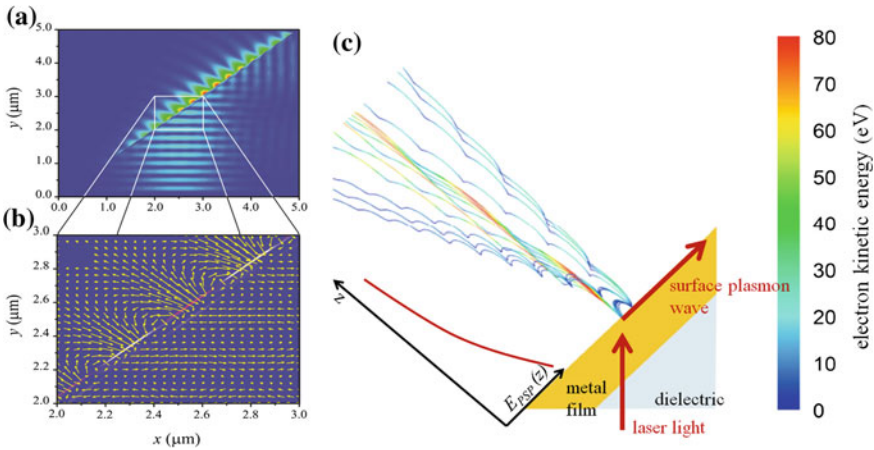 (a)
y (μm)
5.0
4.0
3.0
2.0
1.0
0.0
0.0 1.0 2.0 3.0 4.0 5.0
(b)
y (μm)
3.0
2.8
2.6
2.4
2.2
2.0
2.0 2.2 2.4 2.6 2.8 3.0
x (μm)
(c)
z
E_PSP(z)
metal
film
dielectric
laser light
surface plasmon
wave
80
70
60
50
40
30
20
10
0
electron kinetic energy (eV)